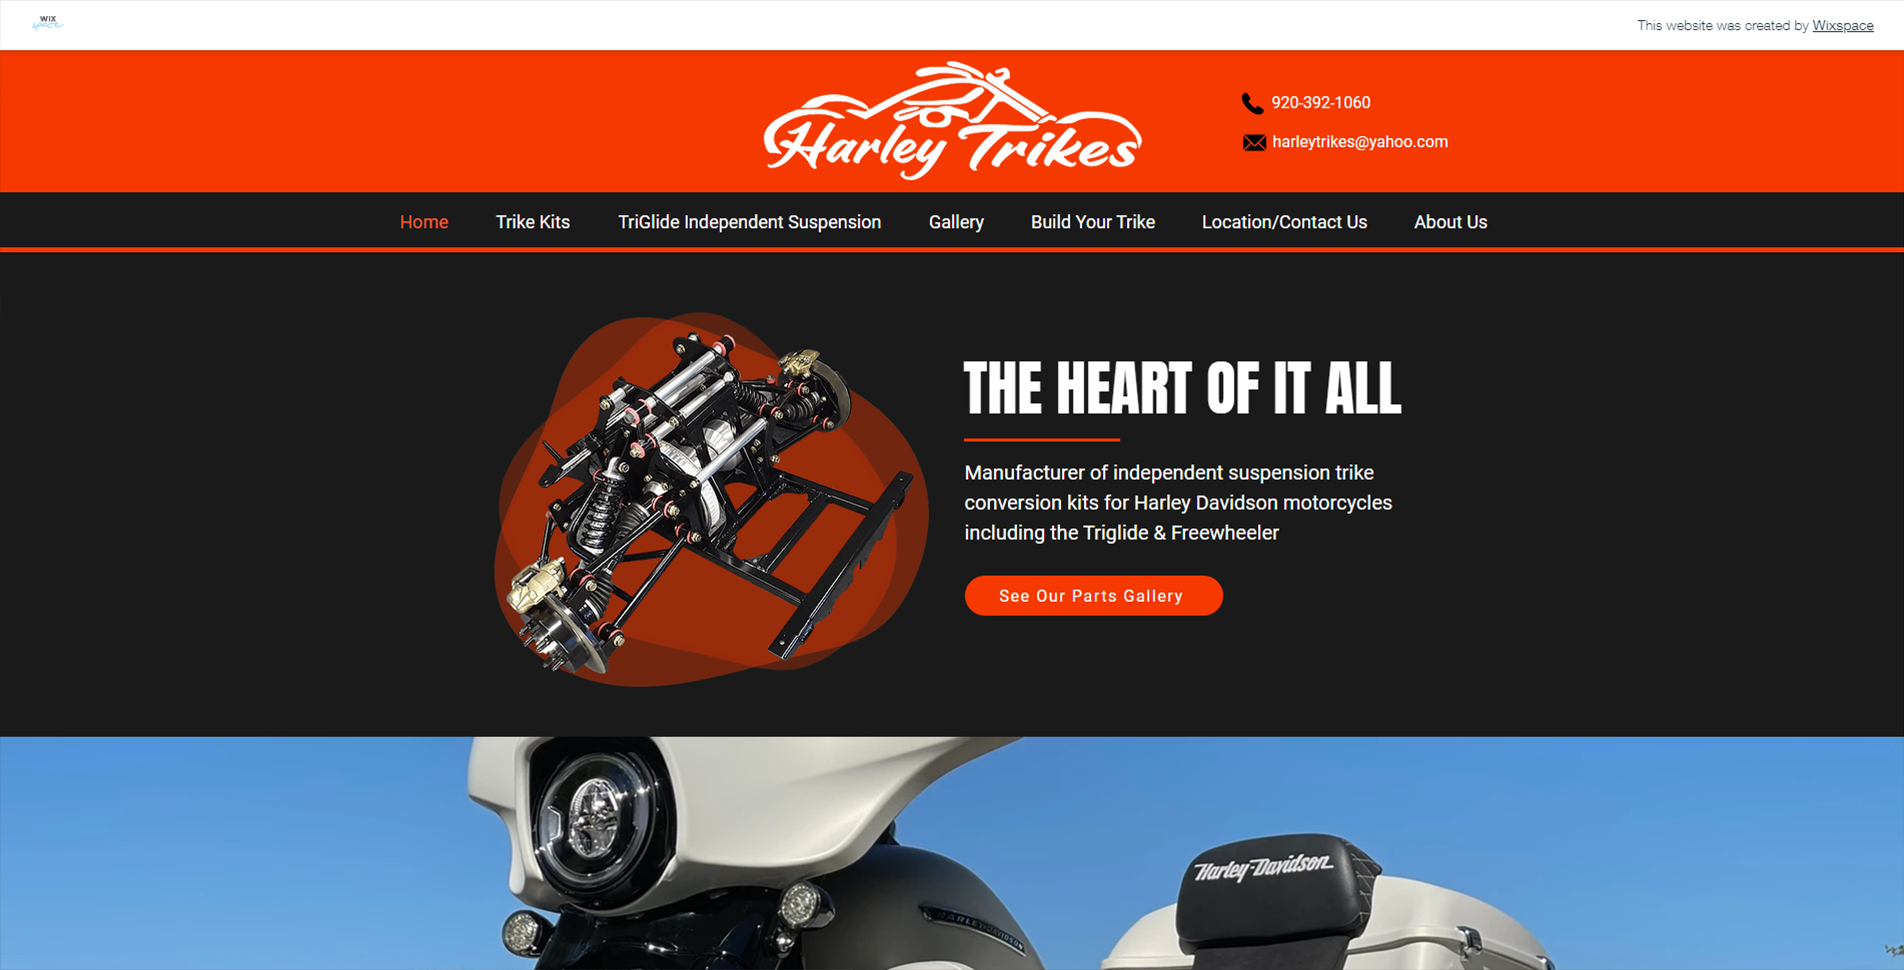 WIX
space
This website was created by Wixspace
Harley Trikes
920-392-1060
harleytrikes@yahoo.com
Home
Trike Kits
TriGlide Independent Suspension
Gallery
Build Your Trike
Location/Contact Us
About Us
THE HEART OF IT ALL
Manufacturer of independent suspension trike
conversion kits for Harley Davidson motorcycles
including the Triglide & Freewheeler
See Our Parts Gallery
Harley-Davidson
HARLEY-DAVIDSON